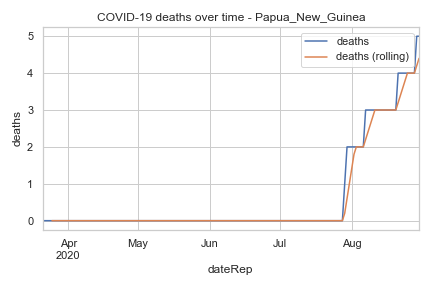 COVID-19 deaths over time - Papua_New_Guinea
deaths
deaths (rolling)
5
4
3
2
1
0
deaths
Apr
2020
May
Jun
Jul
Aug
dateRep